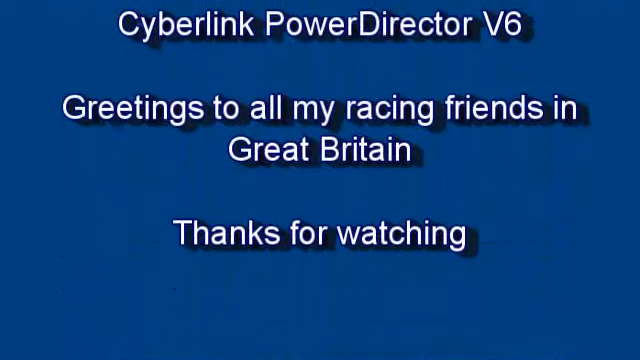 Cyberlink PowerDirector V6
Greetings to all my racing friends in
Great Britain
Thanks for watching